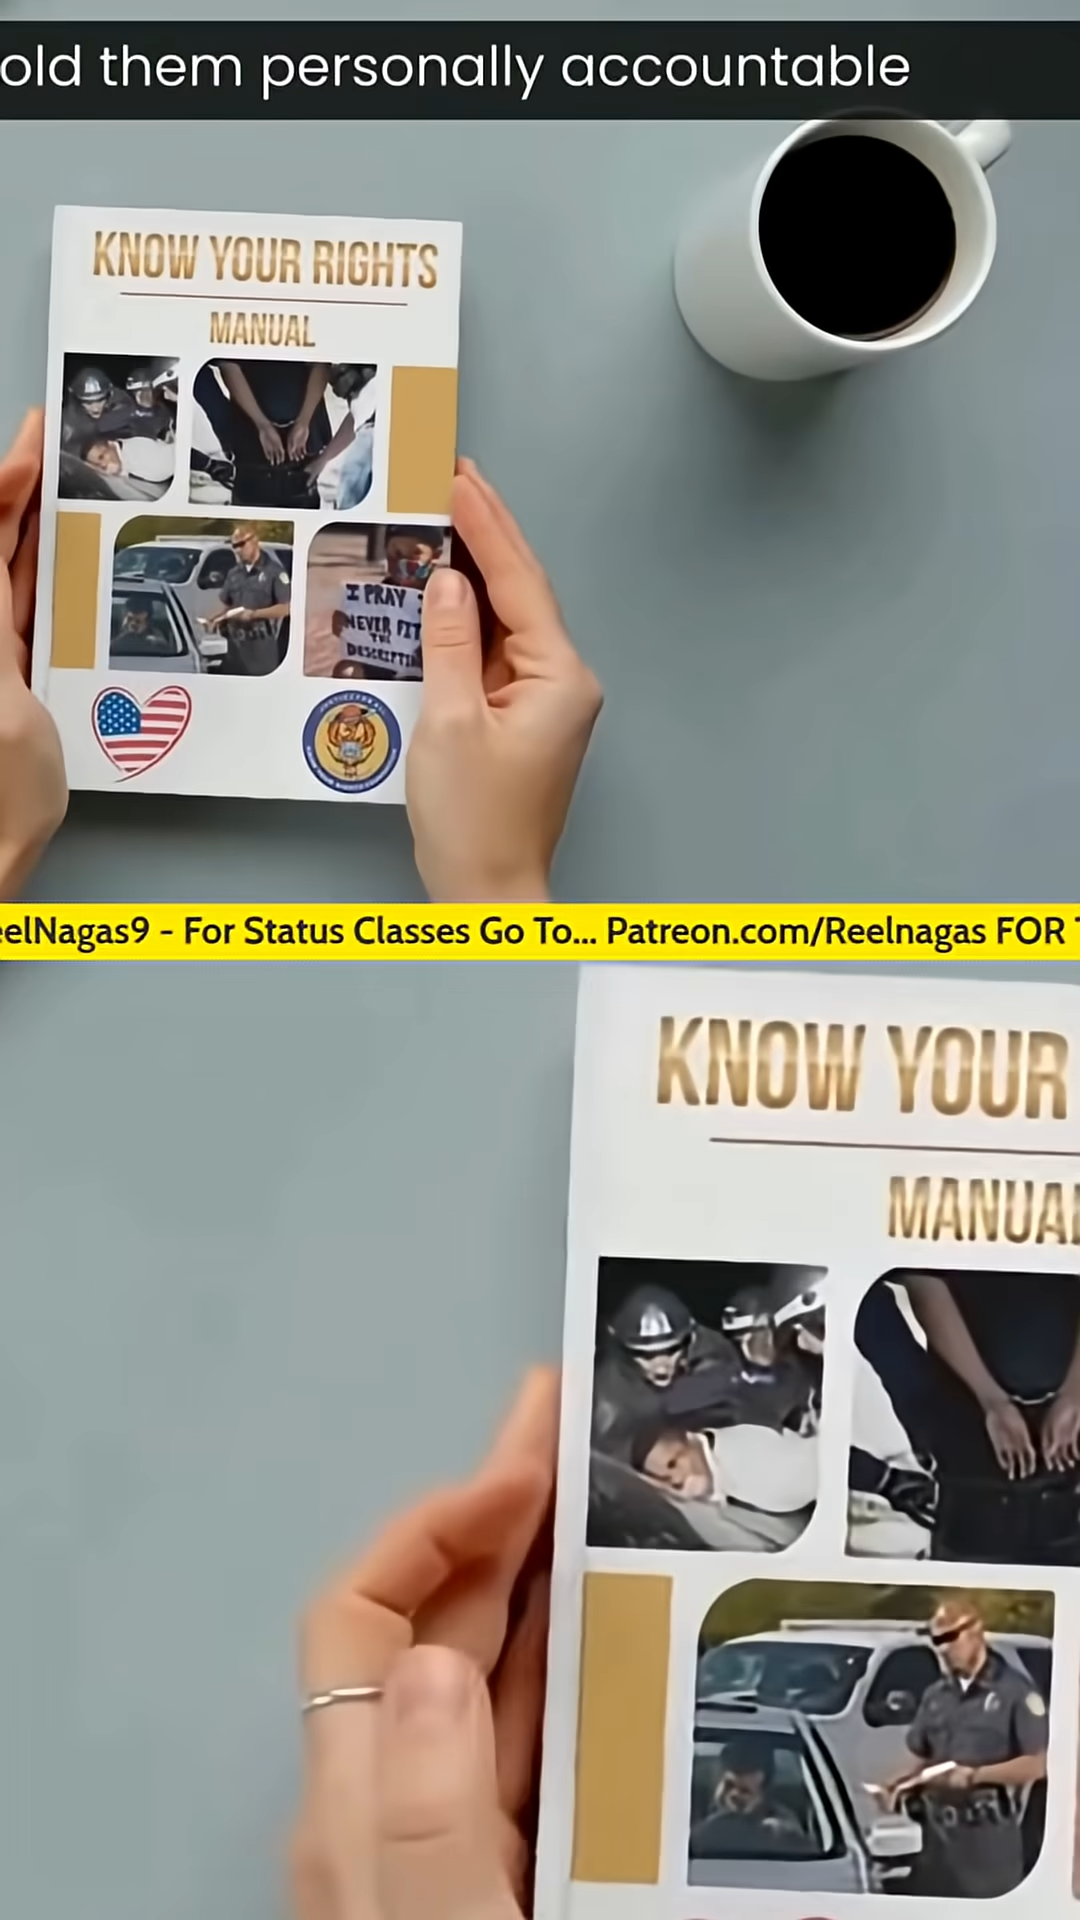 old them personally accountable
KNOW YOUR RIGHTS
MANUAL
I PRAY I
NEVER FIT
THE
eelNagas9 - For Status Classes Go To... Patreon.com/Reelnagas FOR
KNOW YOUR
MANUA